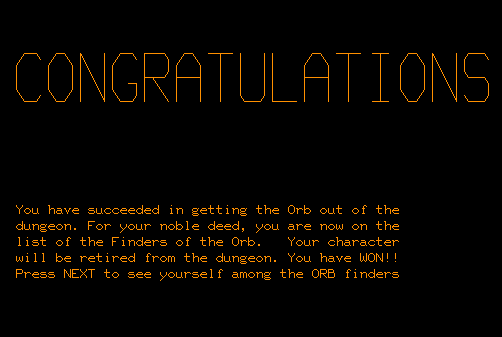 CONGRATULATIONS
You have succeeded in getting the Orb out of the
dungeon. For your noble deed, you are now on the
list of the Finders of the Orb.   Your character
will be retired from the dungeon. You have WON!!
Press NEXT to see yourself among the ORB finders